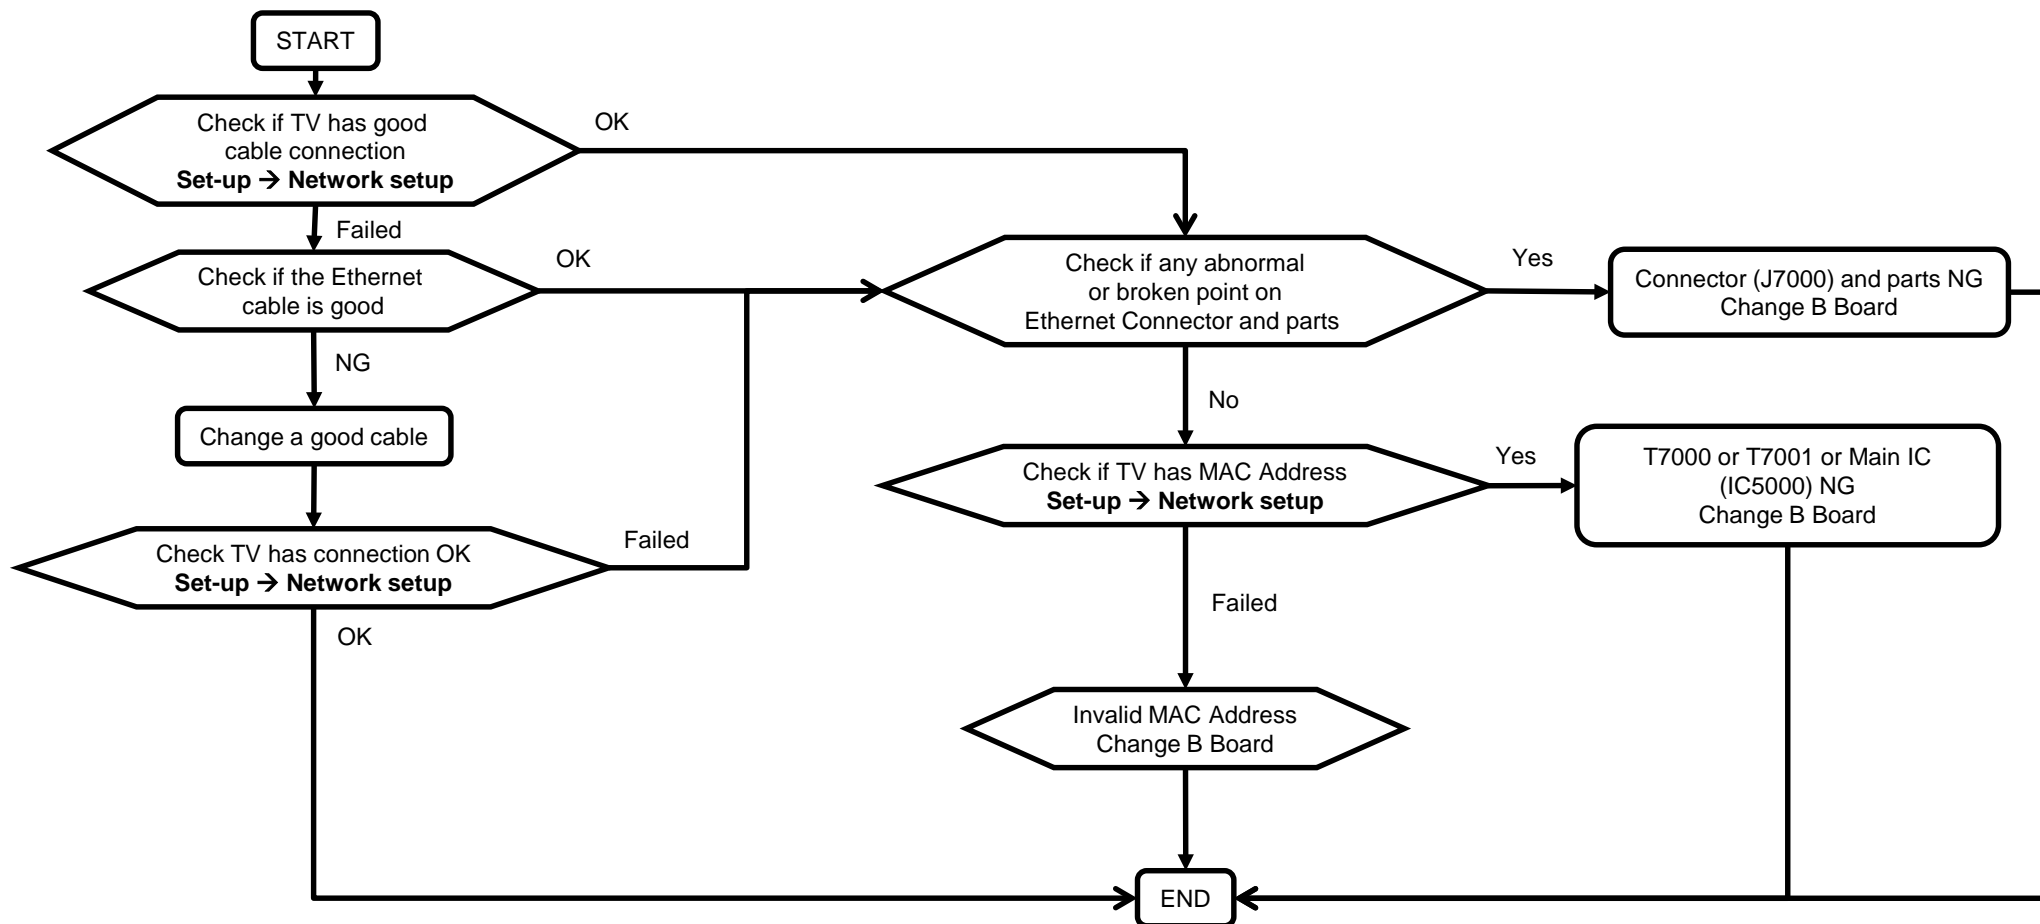 START
Check if TV has good
cable connection
Set-up → Network setup
OK
Failed
Check if the Ethernet
cable is good
OK
NG
Change a good cable
Check TV has connection OK
Set-up → Network setup
Failed
OK
Check if any abnormal
or broken point on
Ethernet Connector and parts
Yes
Connector (J7000) and parts NG
Change B Board
No
Check if TV has MAC Address
Set-up → Network setup
Yes
T7000 or T7001 or Main IC
(IC5000) NG
Change B Board
Failed
Invalid MAC Address
Change B Board
END